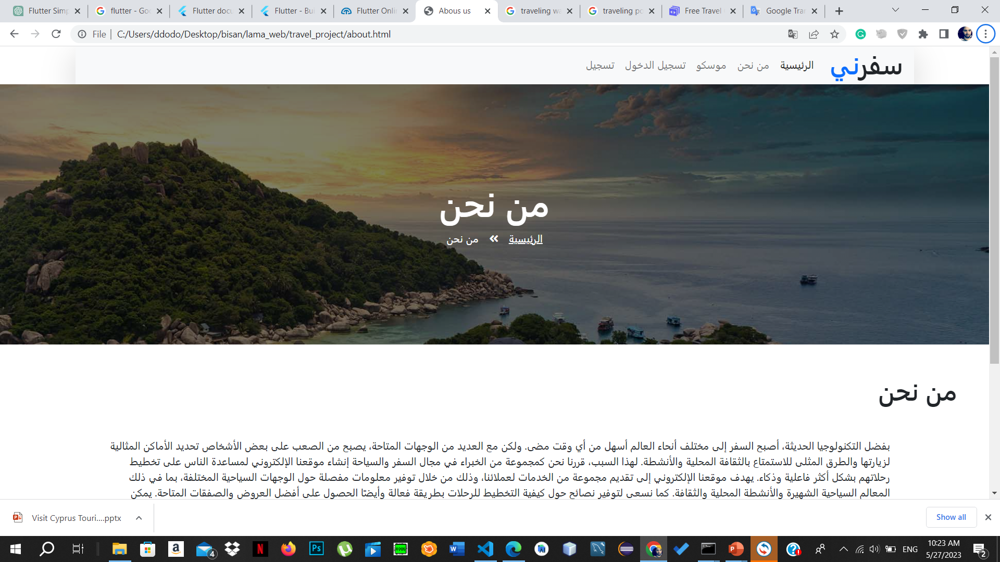 Flutter Simp
flutter - Goo
Flutter docu
Flutter - Bui
Flutter Onlin
Abous us
traveling wa
traveling po
Free Travel
Google Tran
File
C:/Users/ddodo/Desktop/bisan/lama_web/travel_project/about.html
سفرني
الرئيسية
من نحن
موسكو
تسجيل الدخول
تسجيل
من نحن
الرئيسية » من نحن
من نحن
بفضل التكنولوجيا الحديثة، أصبح السفر إلى مختلف أنحاء العالم أسهل من أي وقت مضى. ولكن مع العديد من الوجهات المتاحة، يصبح من الصعب على بعض الأشخاص تحديد الأماكن المثالية
لزيارتها والطرق المثلى للاستمتاع بالثقافة المحلية والأنشطة. لهذا السبب، قررنا نحن كمجموعة من الخبراء في مجال السفر والسياحة إنشاء موقعنا الإلكتروني لمساعدة الناس على تخطيط
رحلاتهم بشكل أكثر فاعلية وذكاء. يهدف موقعنا الإلكتروني إلى تقديم مجموعة من الخدمات لعملائنا، وذلك من خلال توفير معلومات مفصلة حول الوجهات السياحية المختلفة، بما في ذلك
المعالم السياحية الشهيرة والأنشطة المحلية والثقافة. كما نسعى لتوفير نصائح حول كيفية التخطيط للرحلات بطريقة فعالة وأيضًا الحصول على أفضل العروض والصفقات المتاحة. يمكن
Visit Cyprus Touri....pptx
Show all
4
ENG
10:23 AM
5/27/2023
2